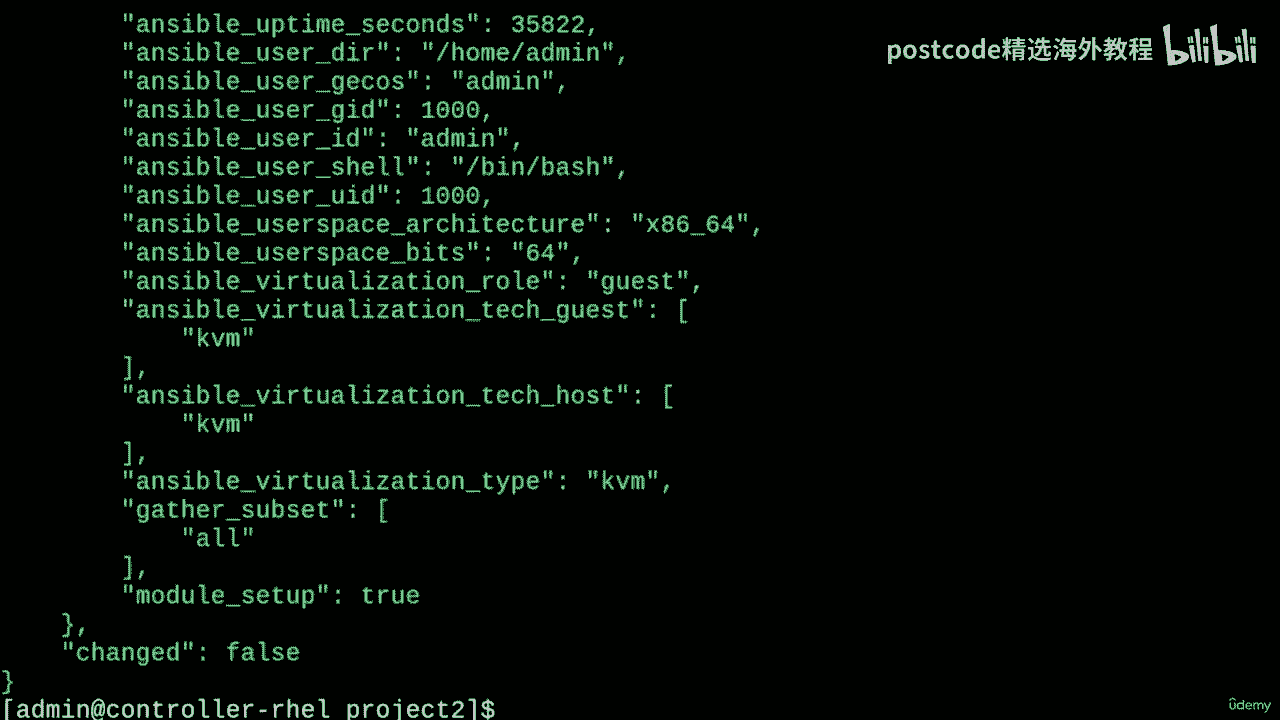 "ansible_uptime_seconds": 35822,
"ansible_user_dir": "/home/admin",
"ansible_user_gecos": "admin",
"ansible_user_gid": 1000,
"ansible_user_id": "admin",
"ansible_user_shell": "/bin/bash",
"ansible_user_uid": 1000,
"ansible_userspace_architecture": "x86_64",
"ansible_userspace_bits": "64",
"ansible_virtualization_role": "guest",
"ansible_virtualization_tech_guest": [
"kvm"
],
"ansible_virtualization_tech_host": [
"kvm"
],
"ansible_virtualization_type": "kvm",
"gather_subset": [
"all"
],
"module_setup": true
},
"changed": false
}
[admin@controller-rhel project2]$
postcode精选海外教程 bilibili
ûdemy